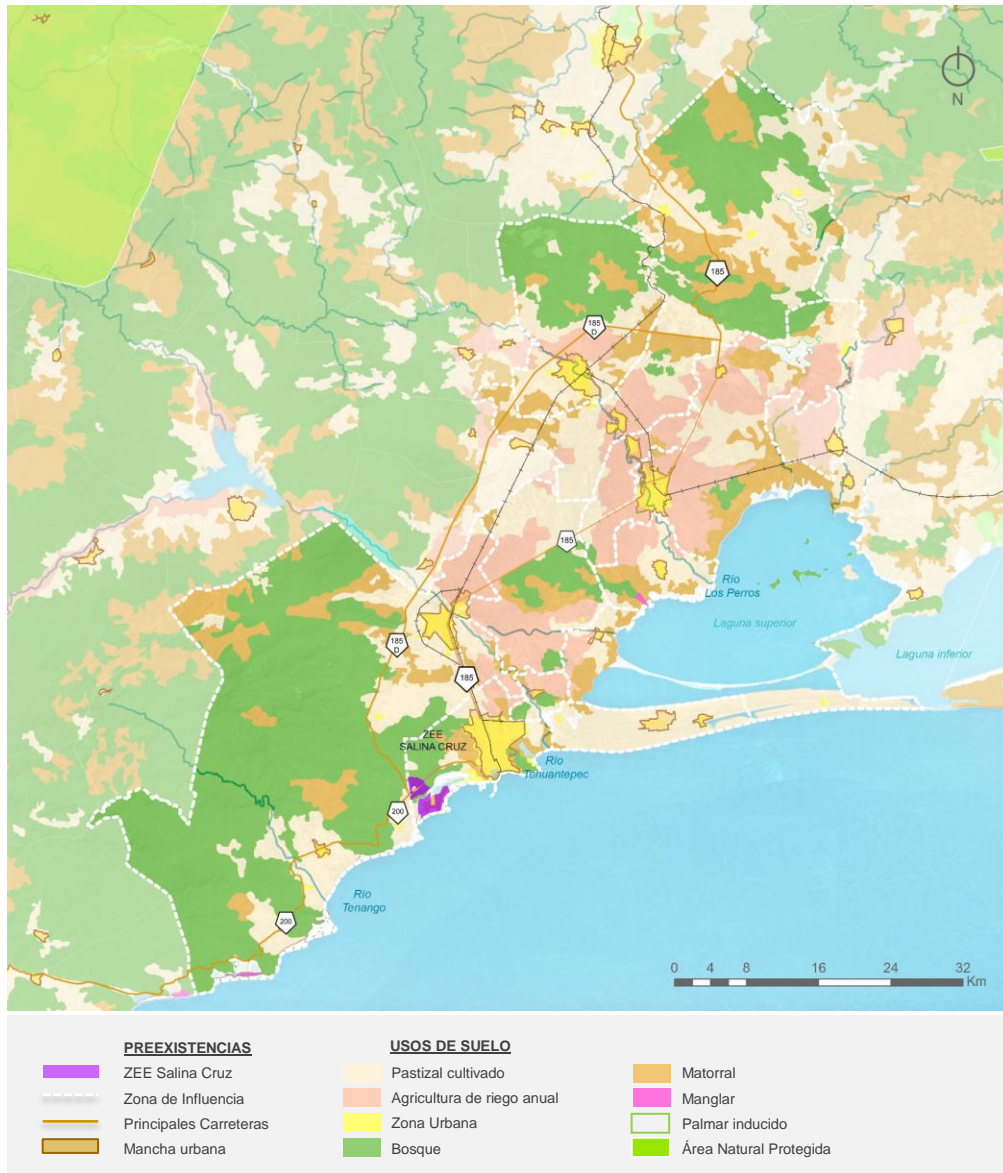 N
185
185
D
185
Río
Los Perros
Laguna superior
Laguna inferior
185
D
185
ZEE
SALINA CRUZ
Río
Tehuantepec
200
Río
Tenango
200
0 4 8 16 24 32
Km
PREEXISTENCIAS
ZEE Salina Cruz
Zona de Influencia
Principales Carreteras
Mancha urbana
USOS DE SUELO
Pastizal cultivado
Agricultura de riego anual
Zona Urbana
Bosque
Matorral
Manglar
Palmar inducido
Área Natural Protegida